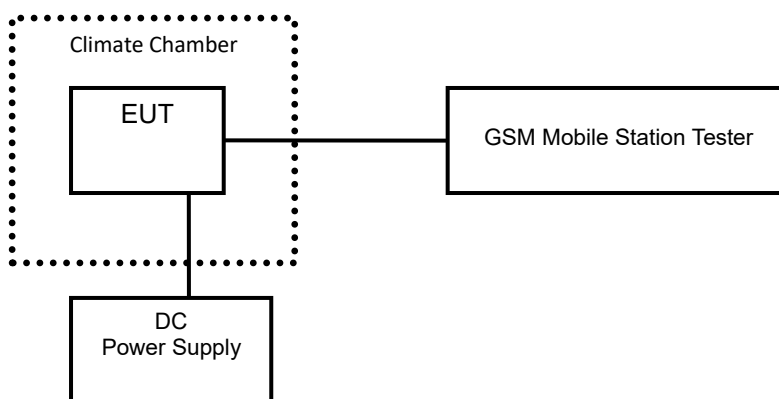 Climate Chamber
EUT
GSM Mobile Station Tester
DC
Power Supply